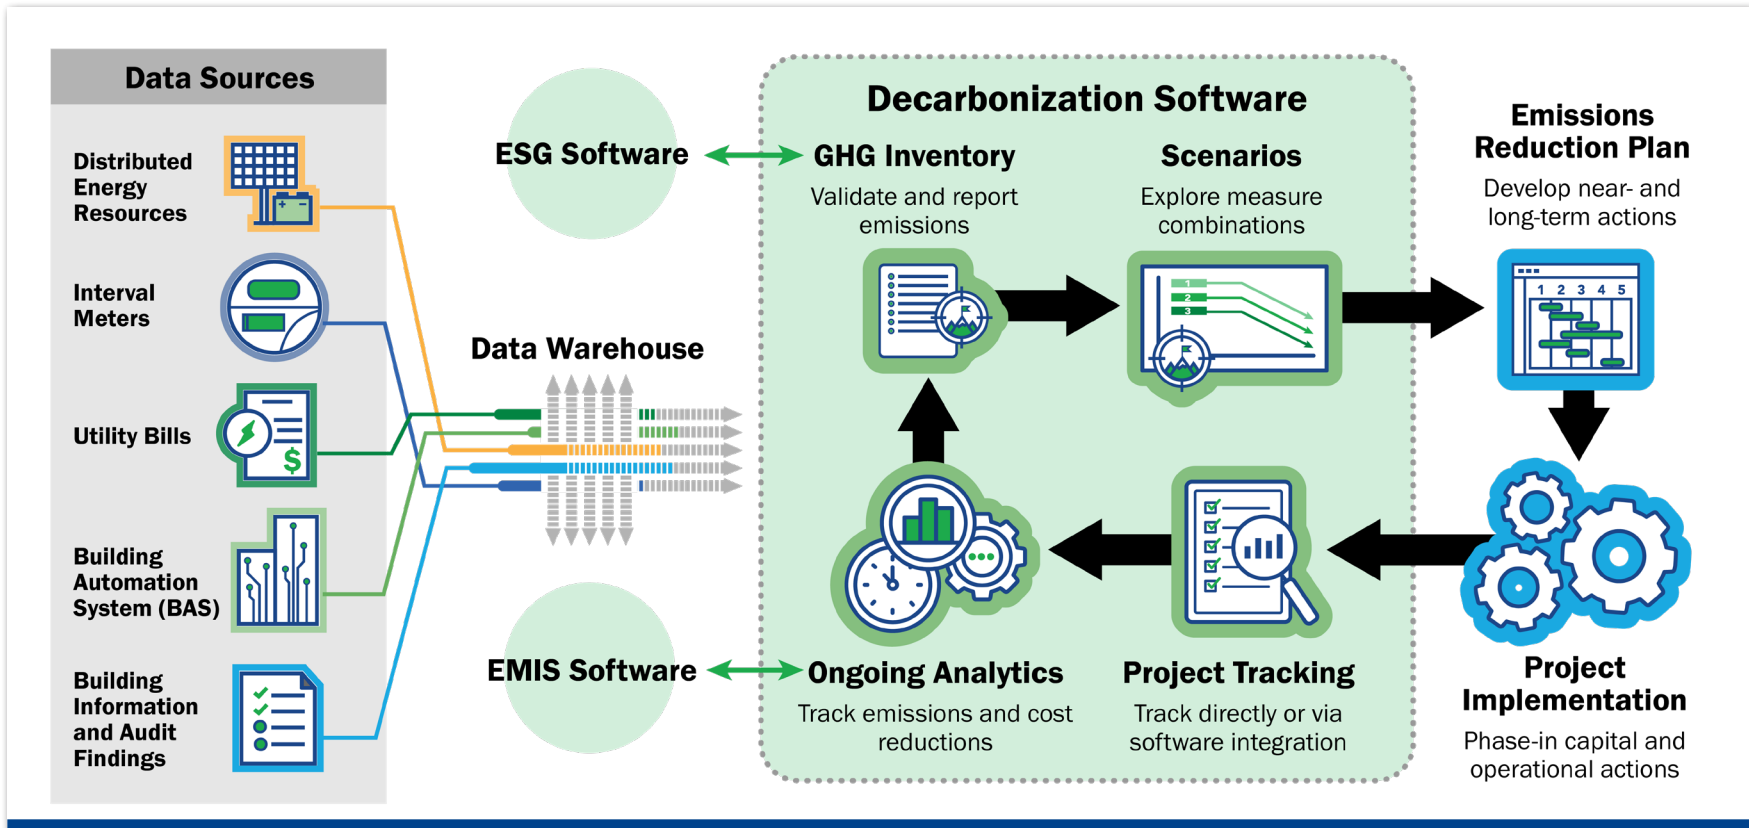 Data Sources
Distributed
Energy
Resources
Interval
Meters
Utility Bills
$
Building
Automation
System (BAS)
Building
Information
and Audit
Findings
ESG Software
Data Warehouse
EMIS Software
Decarbonization Software
GHG Inventory
Validate and report
emissions
Scenarios
Explore measure
combinations
1
2
3
Ongoing Analytics
Track emissions and cost
reductions
Project Tracking
Track directly or via
software integration
Emissions
Reduction Plan
Develop near- and
long-term actions
1 2 3 4 5
Project
Implementation
Phase-in capital and
operational actions